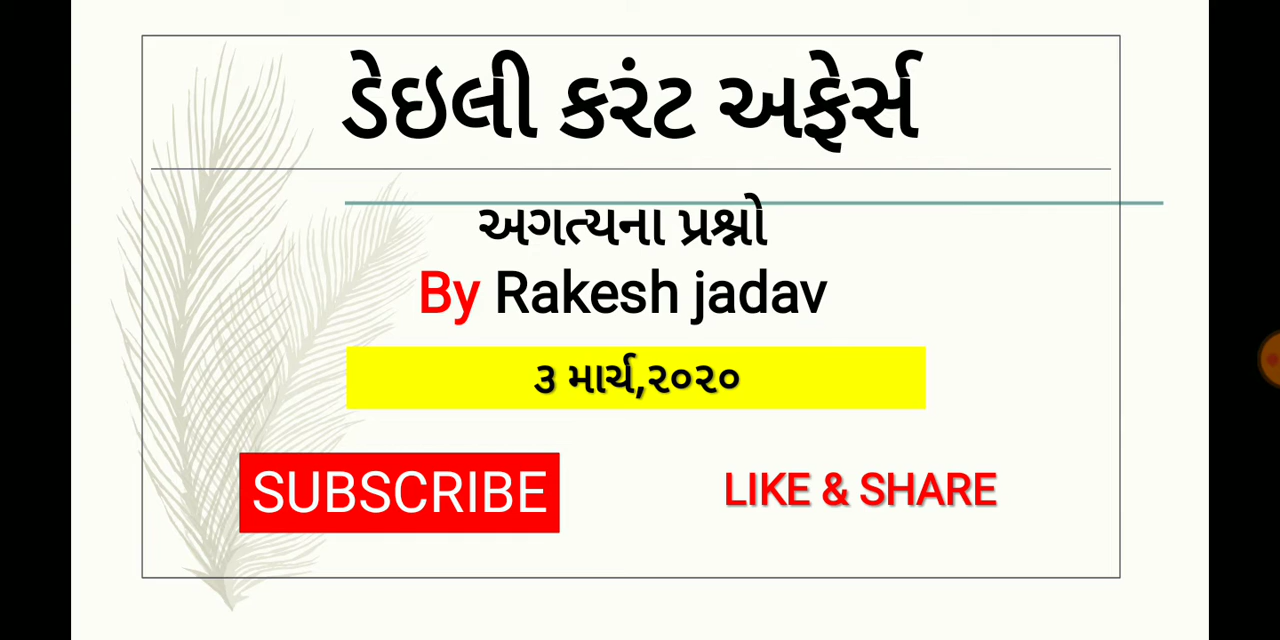 ડેઇલી કરંટ અફેર્સ
અગત્યના પ્રશ્નો
By Rakesh jadav
૩ માર્ચ,૨૦૨૦
SUBSCRIBE
LIKE & SHARE